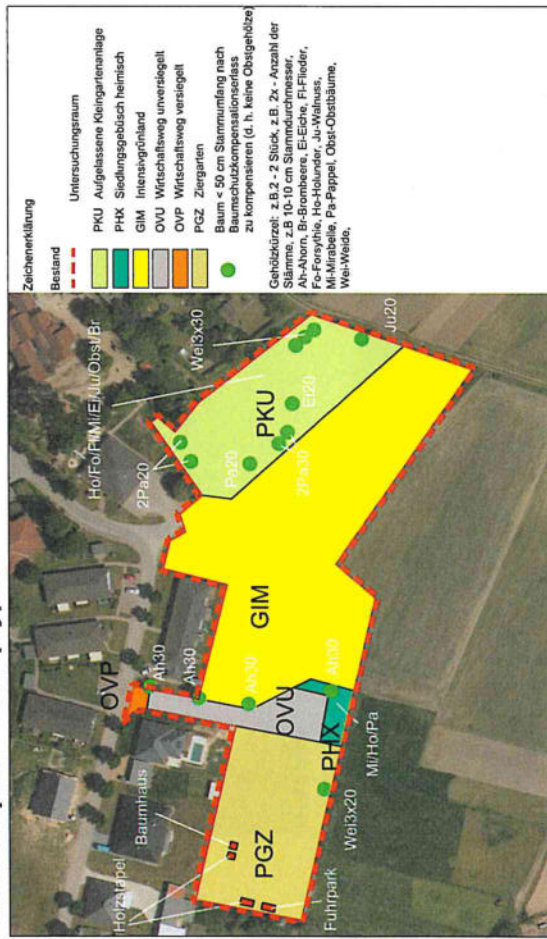 Zeichenerklärung
Bestand
Untersuchungsraum
PKU Aufgelassene Kleingartenanlage
PHX Siedlungsgebüsch heimisch
GIM Intensivgrünland
OVU Wirtschaftsweg unversiegelt
OVP Wirtschaftsweg versiegelt
PGZ Ziergarten
Baum < 50 cm Stammumfang nach
Baumschutzkompensationserlass
zu kompensieren (d. h. keine Obstgehölze)
Gehölzkürzel: z.B.2 - 2 Stück, z.B. 2x - Anzahl der
Stämme, z.B 10-10 cm Stammdurchmesser,
Ah-Ahorn, Br-Brombeere, Ei-Eiche, Fl-Flieder,
Fo-Forsythie, Ho-Holunder, Ju-Walnuss,
Mi-Mirabelle, Pa-Pappel, Obst-Obstbäume,
Wei-Weide,
Ho/Fo/Fl/Mi/Ei/Ju/Obst/Br
Wei3x30
2Pa20
Pa20
PKU
Ei20
2Pa30
Ju20
OVP
Ah30
Ah30
Ah30
Ah30
GIM
OVU
PHX
Mi/Ho/Pa
Wei3x20
Baumhaus
Holzstapel
PGZ
Fuhrpark